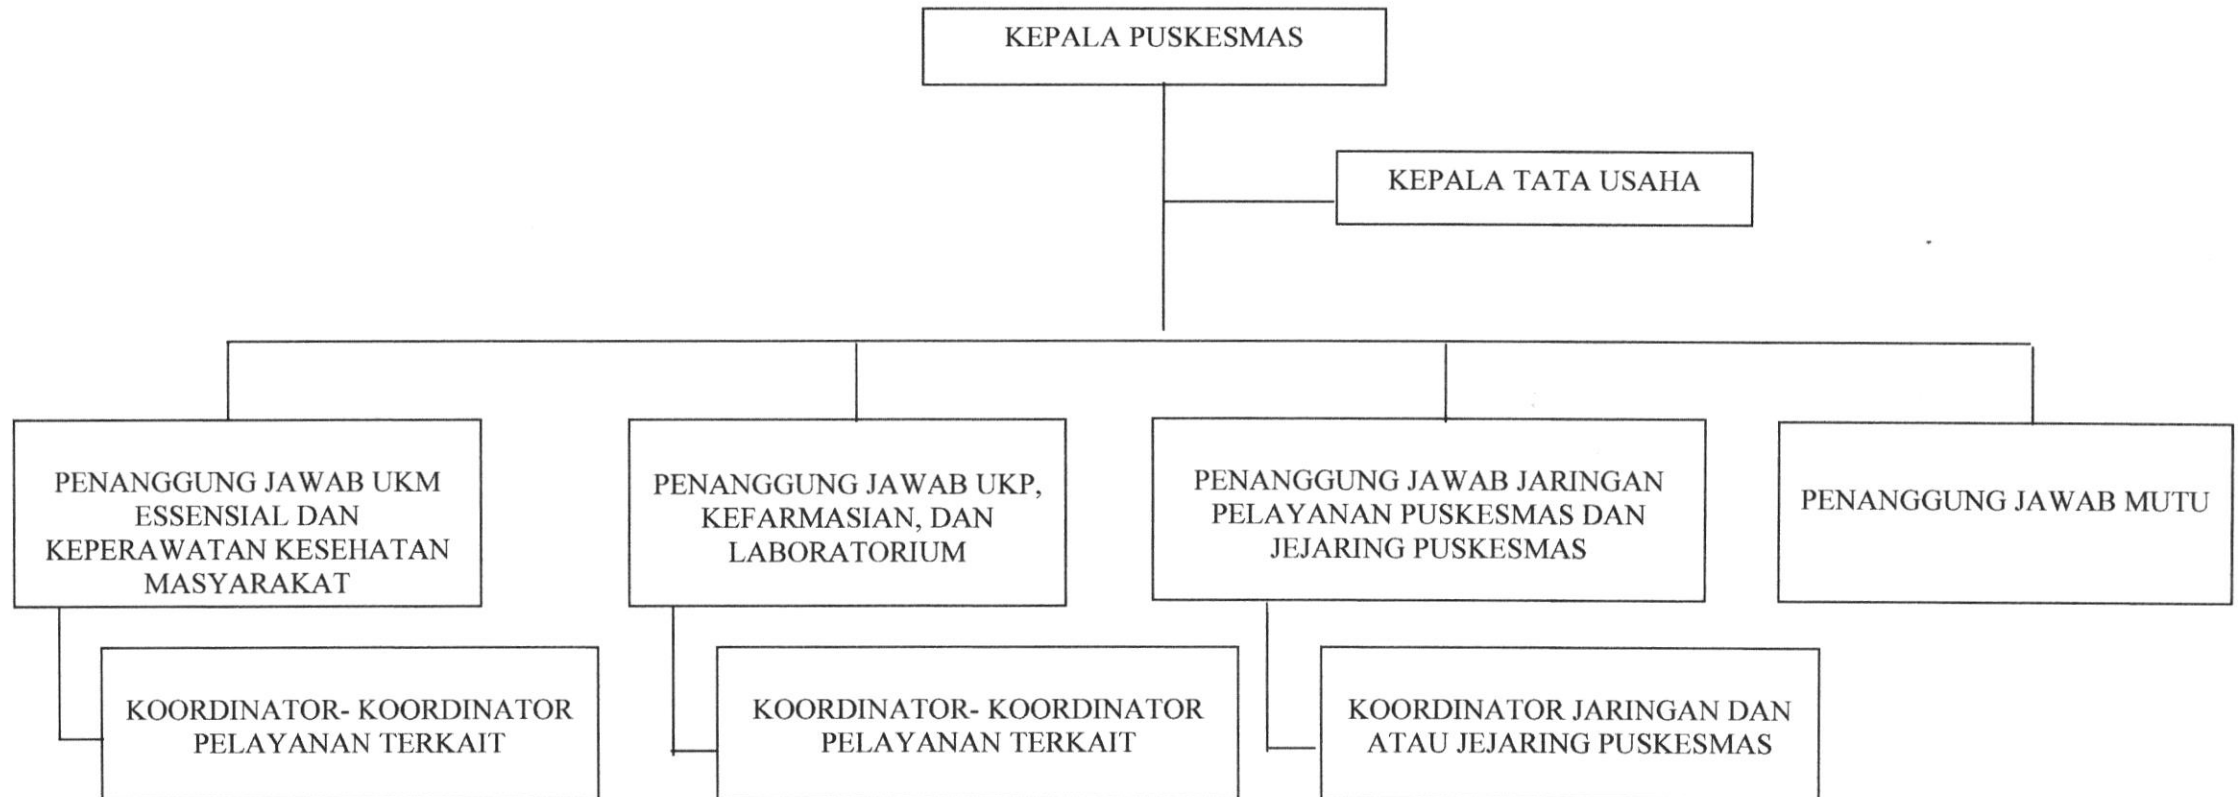 KEPALA PUSKESMAS
KEPALA TATA USAHA
PENANGGUNG JAWAB UKM
ESSENSIAL DAN
KEPERAWATAN KESEHATAN
MASYARAKAT
PENANGGUNG JAWAB UKP,
KEFARMASIAN, DAN
LABORATORIUM
PENANGGUNG JAWAB JARINGAN
PELAYANAN PUSKESMAS DAN
JEJARING PUSKESMAS
PENANGGUNG JAWAB MUTU
KOORDINATOR- KOORDINATOR
PELAYANAN TERKAIT
KOORDINATOR- KOORDINATOR
PELAYANAN TERKAIT
KOORDINATOR JARINGAN DAN
ATAU JEJARING PUSKESMAS